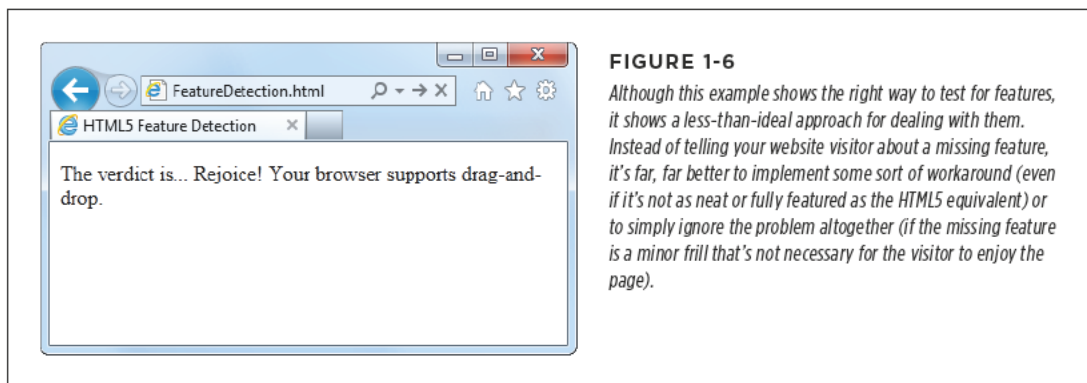 FeatureDetection.html
HTML5 Feature Detection
The verdict is... Rejoice! Your browser supports drag-and-
drop.
FIGURE 1-6
Although this example shows the right way to test for features,
it shows a less-than-ideal approach for dealing with them.
Instead of telling your website visitor about a missing feature,
it's far, far better to implement some sort of workaround (even
if it's not as neat or fully featured as the HTML5 equivalent) or
to simply ignore the problem altogether (if the missing feature
is a minor frill that's not necessary for the visitor to enjoy the
page).